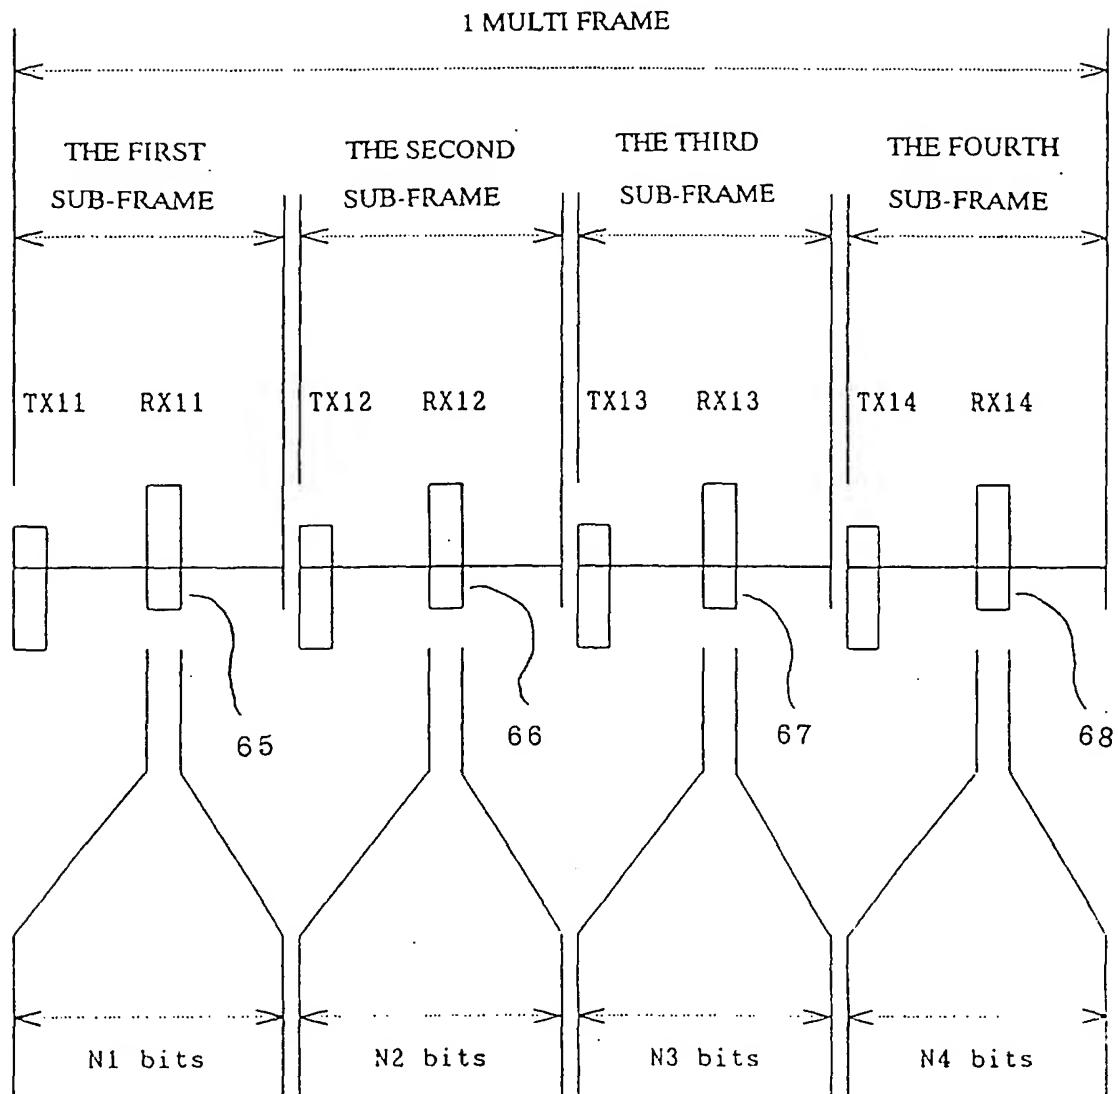 1 MULTI FRAME
THE FIRST
SUB-FRAME
THE SECOND
SUB-FRAME
THE THIRD
SUB-FRAME
THE FOURTH
SUB-FRAME
TX11 RX11 TX12 RX12 TX13 RX13 TX14 RX14
65 66 67 68
N1 bits N2 bits N3 bits N4 bits